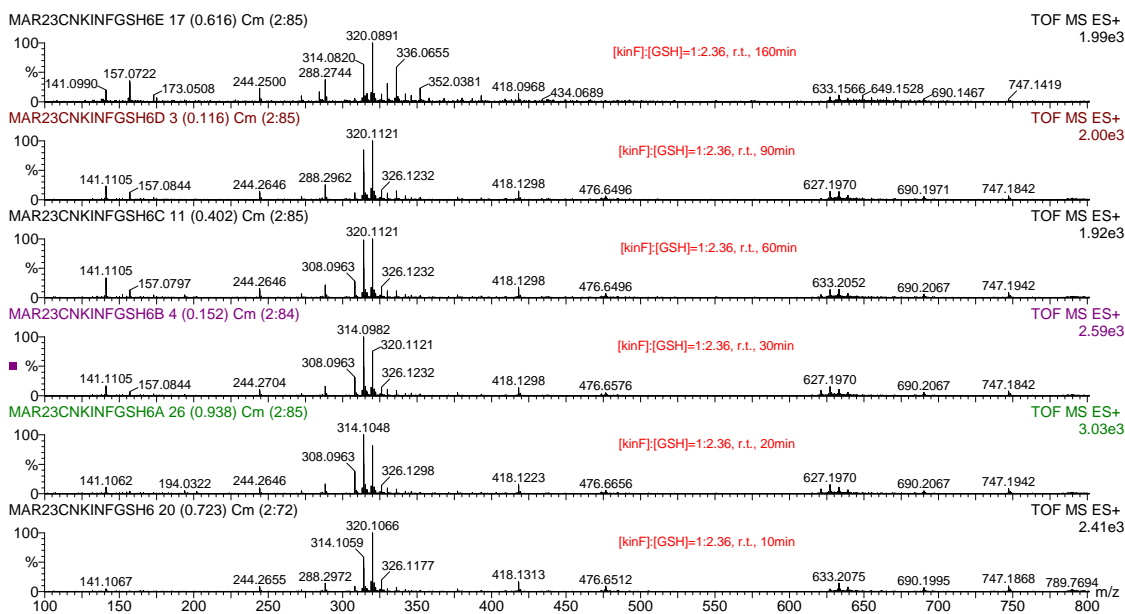 MAR23CNKINFGSH6E 17 (0.616) Cm (2:85) TOF MS ES+
1.99e3
[kinF]:[GSH]=1:2.36, r.t., 160min
100
%
0
141.0990 157.0722 173.0508 244.2500 288.2744 314.0820 320.0891 336.0655 352.0381 418.0968 434.0689 633.1566 649.1528 690.1467 747.1419
MAR23CNKINFGSH6D 3 (0.116) Cm (2:85) TOF MS ES+
2.00e3
[kinF]:[GSH]=1:2.36, r.t., 90min
100
%
0
141.1105 157.0844 244.2646 288.2962 320.1121 326.1232 418.1298 476.6496 627.1970 690.1971 747.1842
MAR23CNKINFGSH6C 11 (0.402) Cm (2:85) TOF MS ES+
1.92e3
[kinF]:[GSH]=1:2.36, r.t., 60min
100
%
0
141.1105 157.0797 244.2646 308.0963 320.1121 326.1232 418.1298 476.6496 633.2052 690.2067 747.1942
MAR23CNKINFGSH6B 4 (0.152) Cm (2:84) TOF MS ES+
2.59e3
[kinF]:[GSH]=1:2.36, r.t., 30min
100
%
0
141.1105 157.0844 244.2704 308.0963 314.0982 320.1121 326.1232 418.1298 476.6576 627.1970 690.2067 747.1842
MAR23CNKINFGSH6A 26 (0.938) Cm (2:85) TOF MS ES+
3.03e3
[kinF]:[GSH]=1:2.36, r.t., 20min
100
%
0
141.1062 194.0322 244.2646 308.0963 314.1048 326.1298 418.1223 476.6656 627.1970 690.2067 747.1942
MAR23CNKINFGSH6 20 (0.723) Cm (2:72) TOF MS ES+
2.41e3
[kinF]:[GSH]=1:2.36, r.t., 10min
100
%
0
141.1067 244.2655 288.2972 314.1059 320.1066 326.1177 418.1313 476.6512 633.2075 690.1995 747.1868 789.7694
m/z
100 150 200 250 300 350 400 450 500 550 600 650 700 750 800